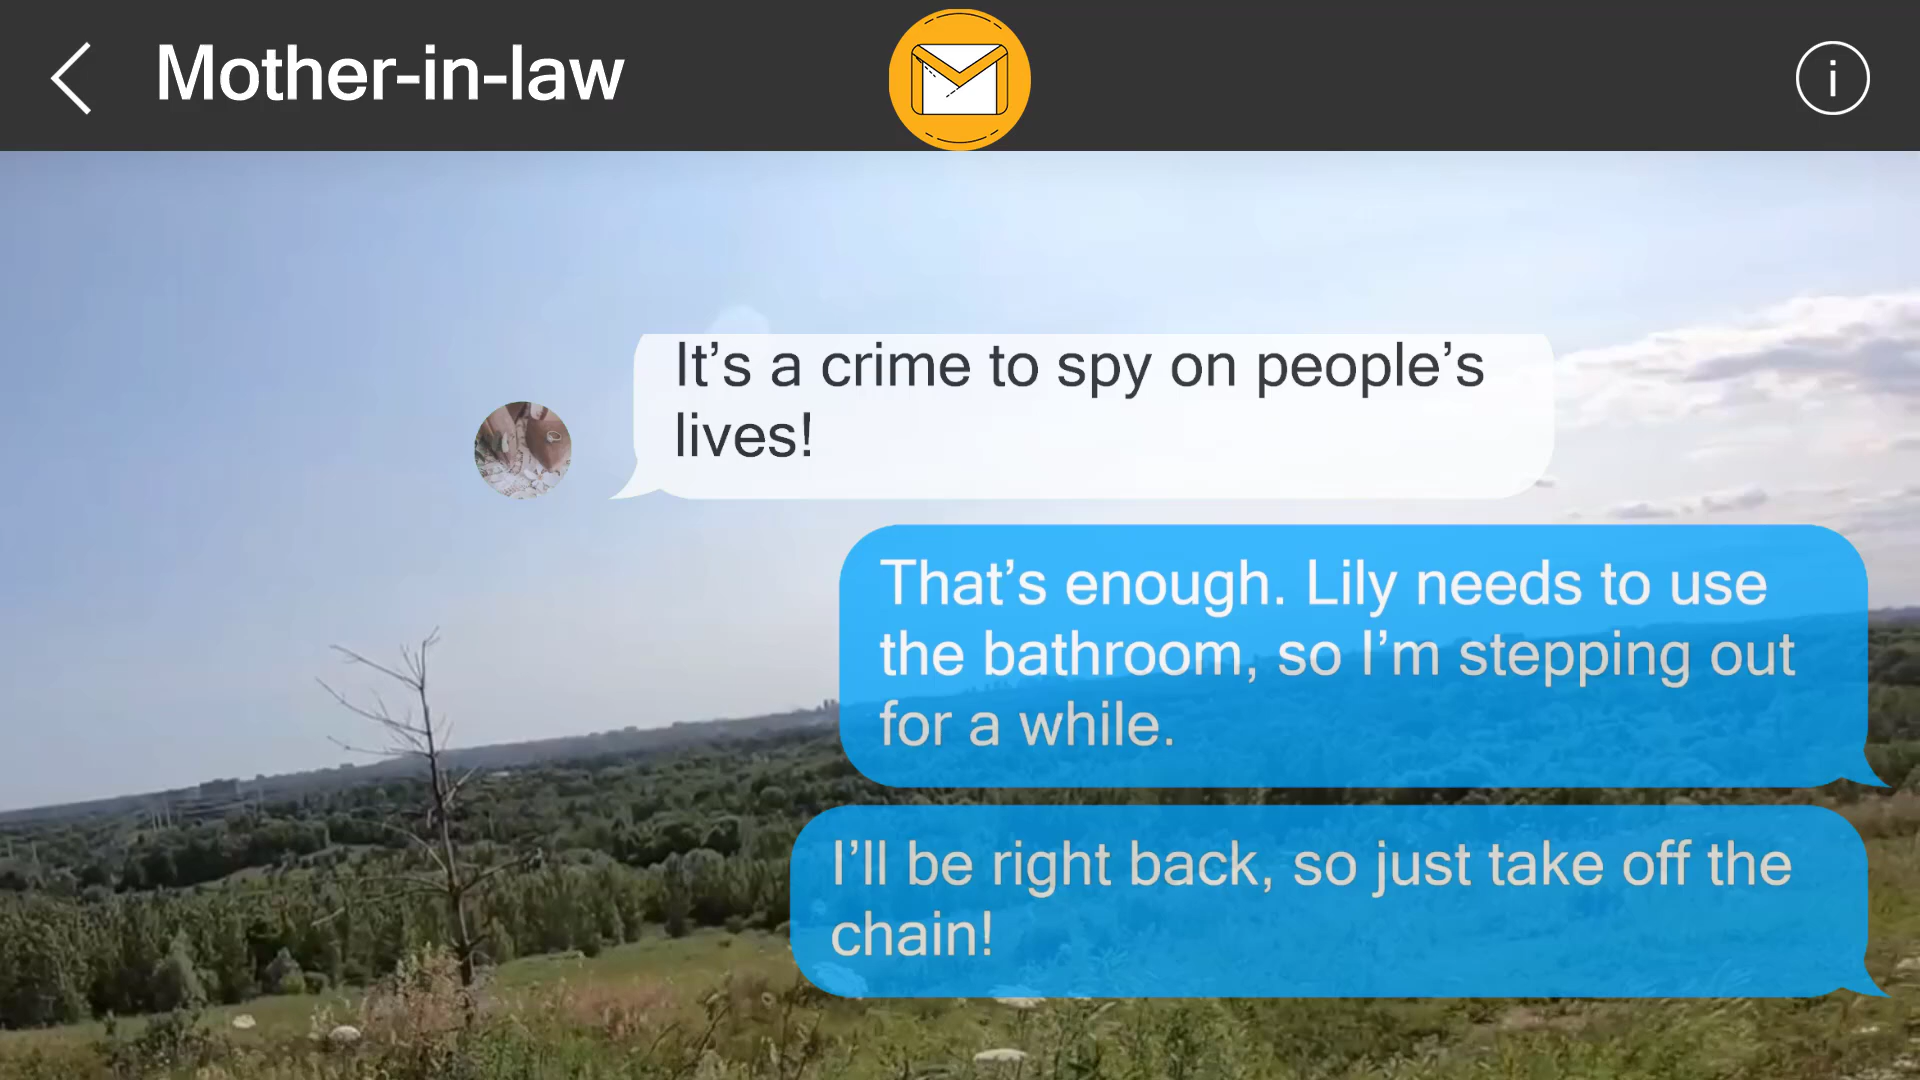 Mother-in-law
i
It’s a crime to spy on people’s
lives!
That’s enough. Lily needs to use
the bathroom, so I’m stepping out
for a while.
I’ll be right back, so just take off the
chain!